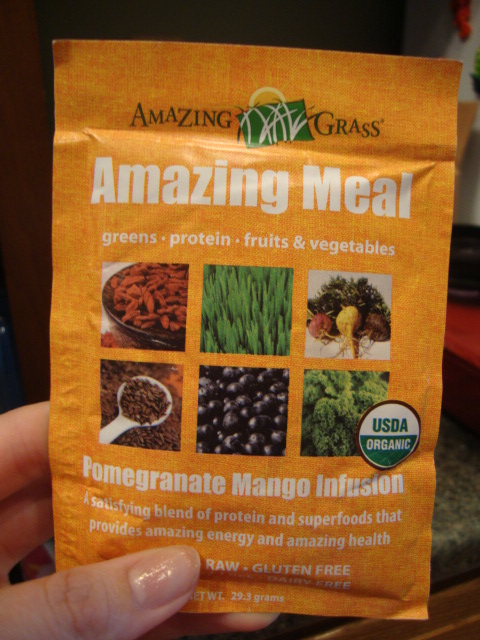 AMAZING GRASS®
Amazing Meal
greens · protein · fruits & vegetables
USDA
ORGANIC
Pomegranate Mango Infusion
A satisfying blend of protein and superfoods that
provides amazing energy and amazing health
RAW • GLUTEN FREE
DAIRY FREE
NET WT. 29.3 grams